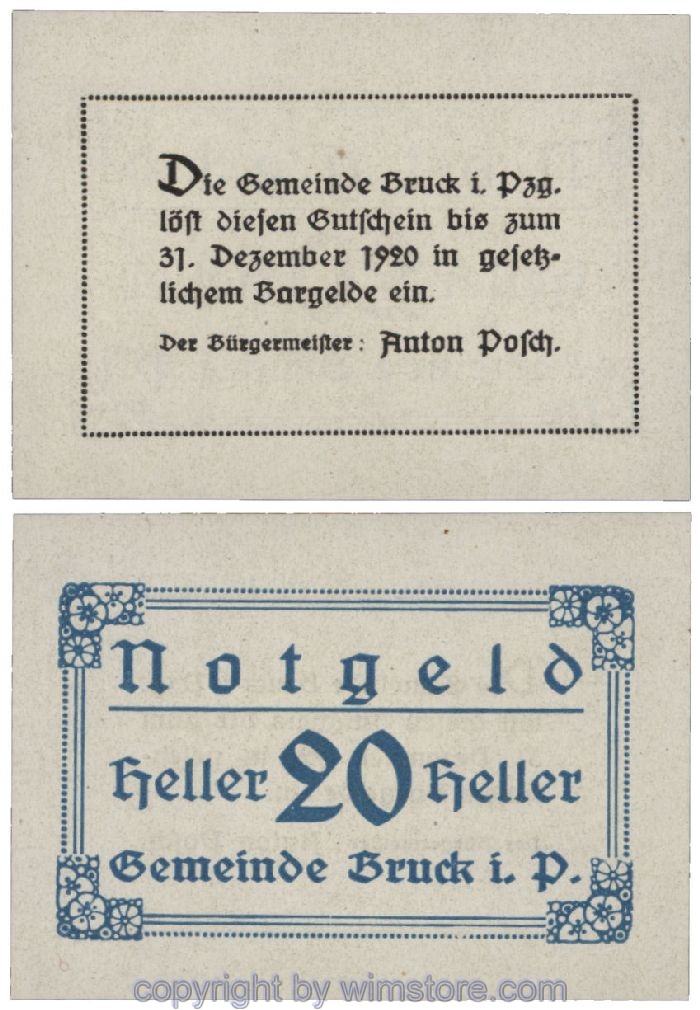 Die Gemeinde Bruck i. Pzg.
löst diesen Gutschein bis zum
31. Dezember 1920 in gesetz-
lichem Bargelde ein.
Der Bürgermeister: Anton Posch.
Notgeld
Heller 20 Heller
Gemeinde Bruck i. P.
copyright by wimstore.com